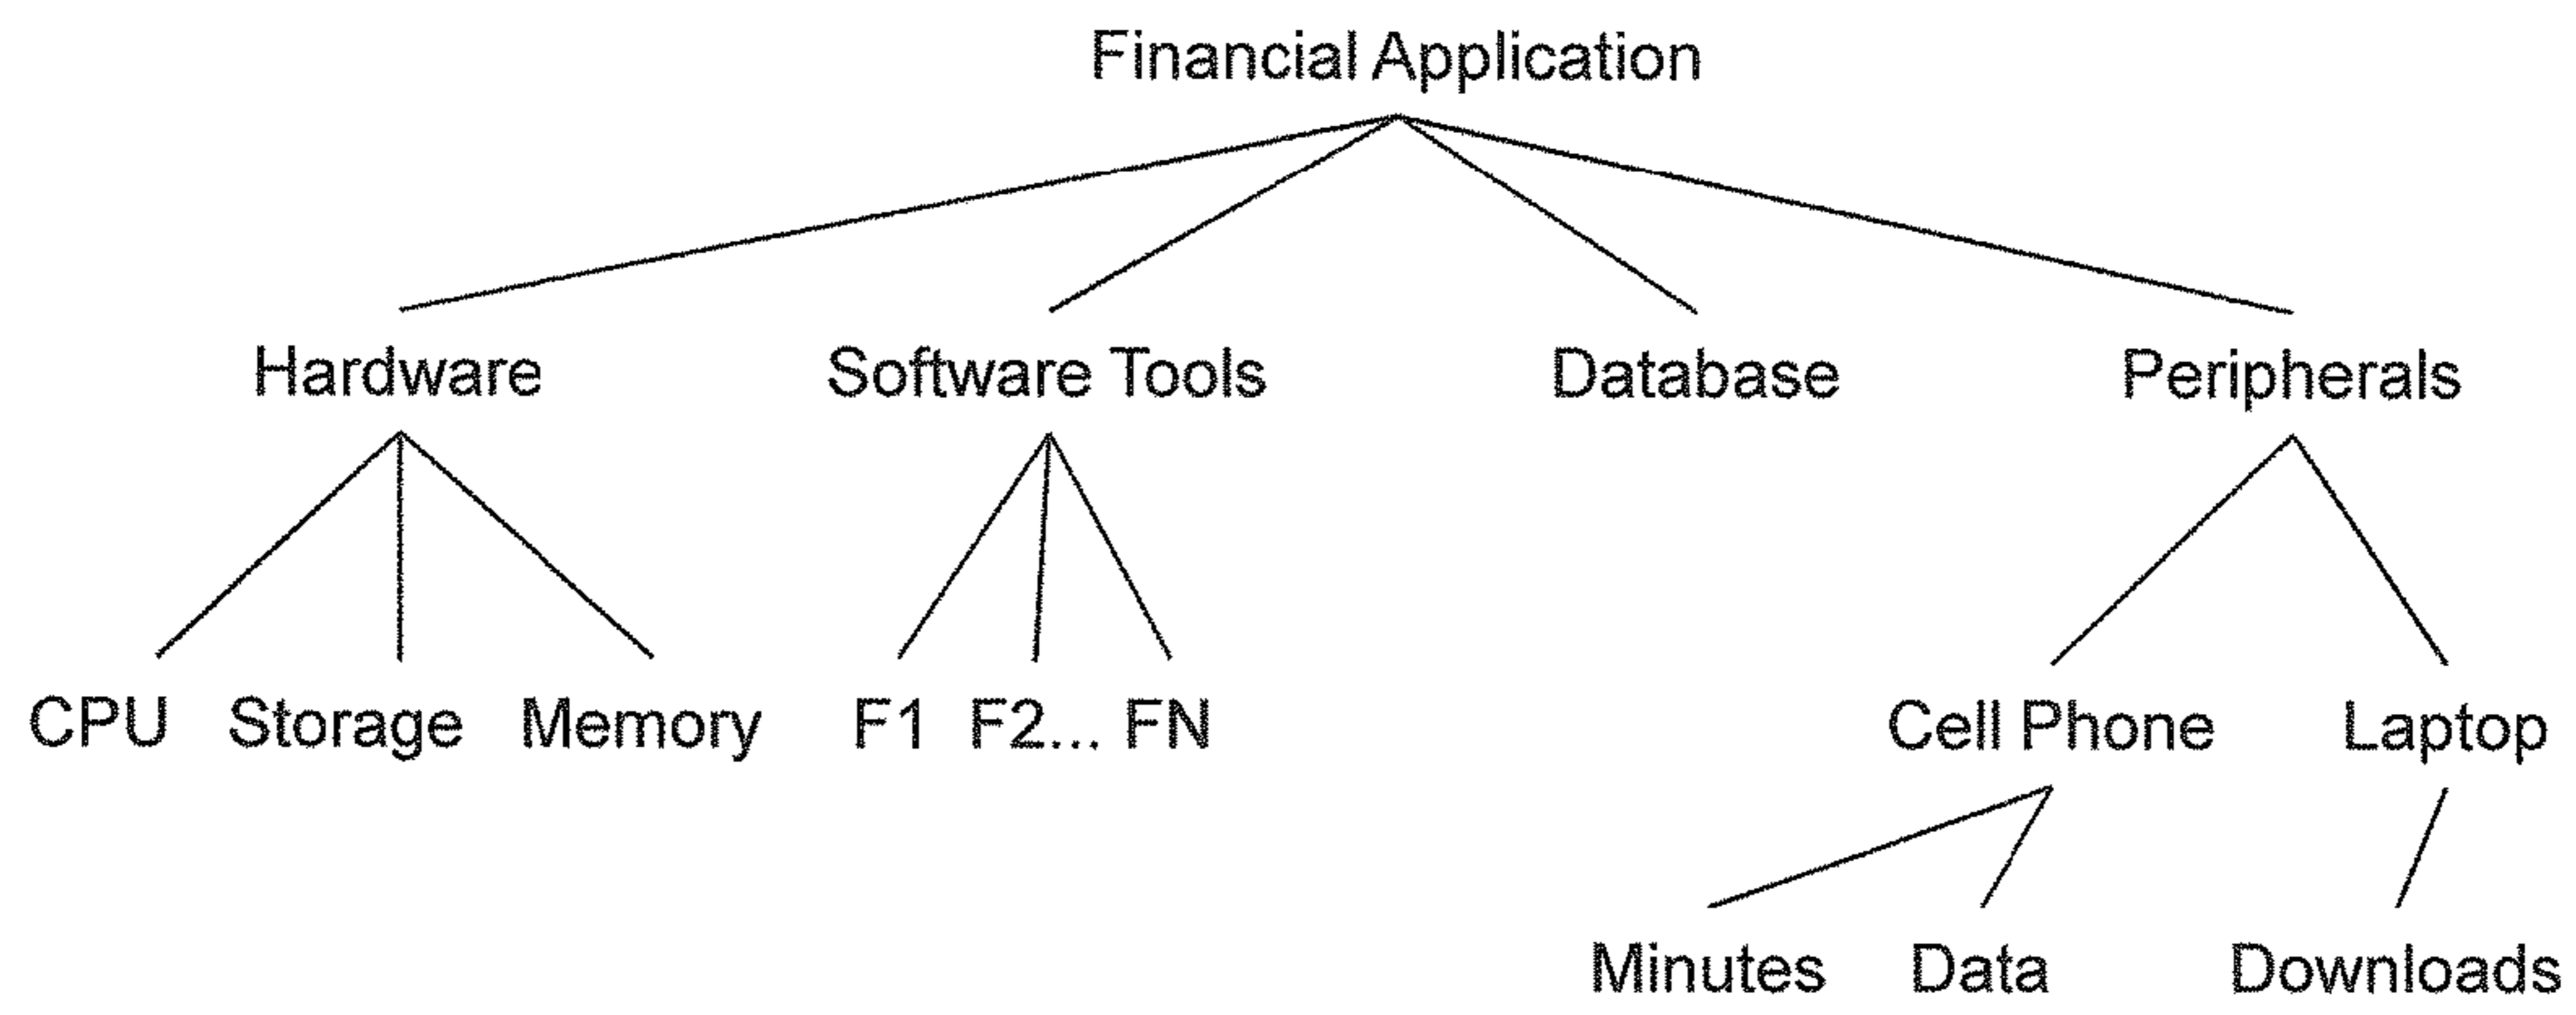 Financial Application
Hardware Software Tools Database Peripherals
CPU Storage Memory F1 F2... FN Cell Phone Laptop
Minutes Data Downloads